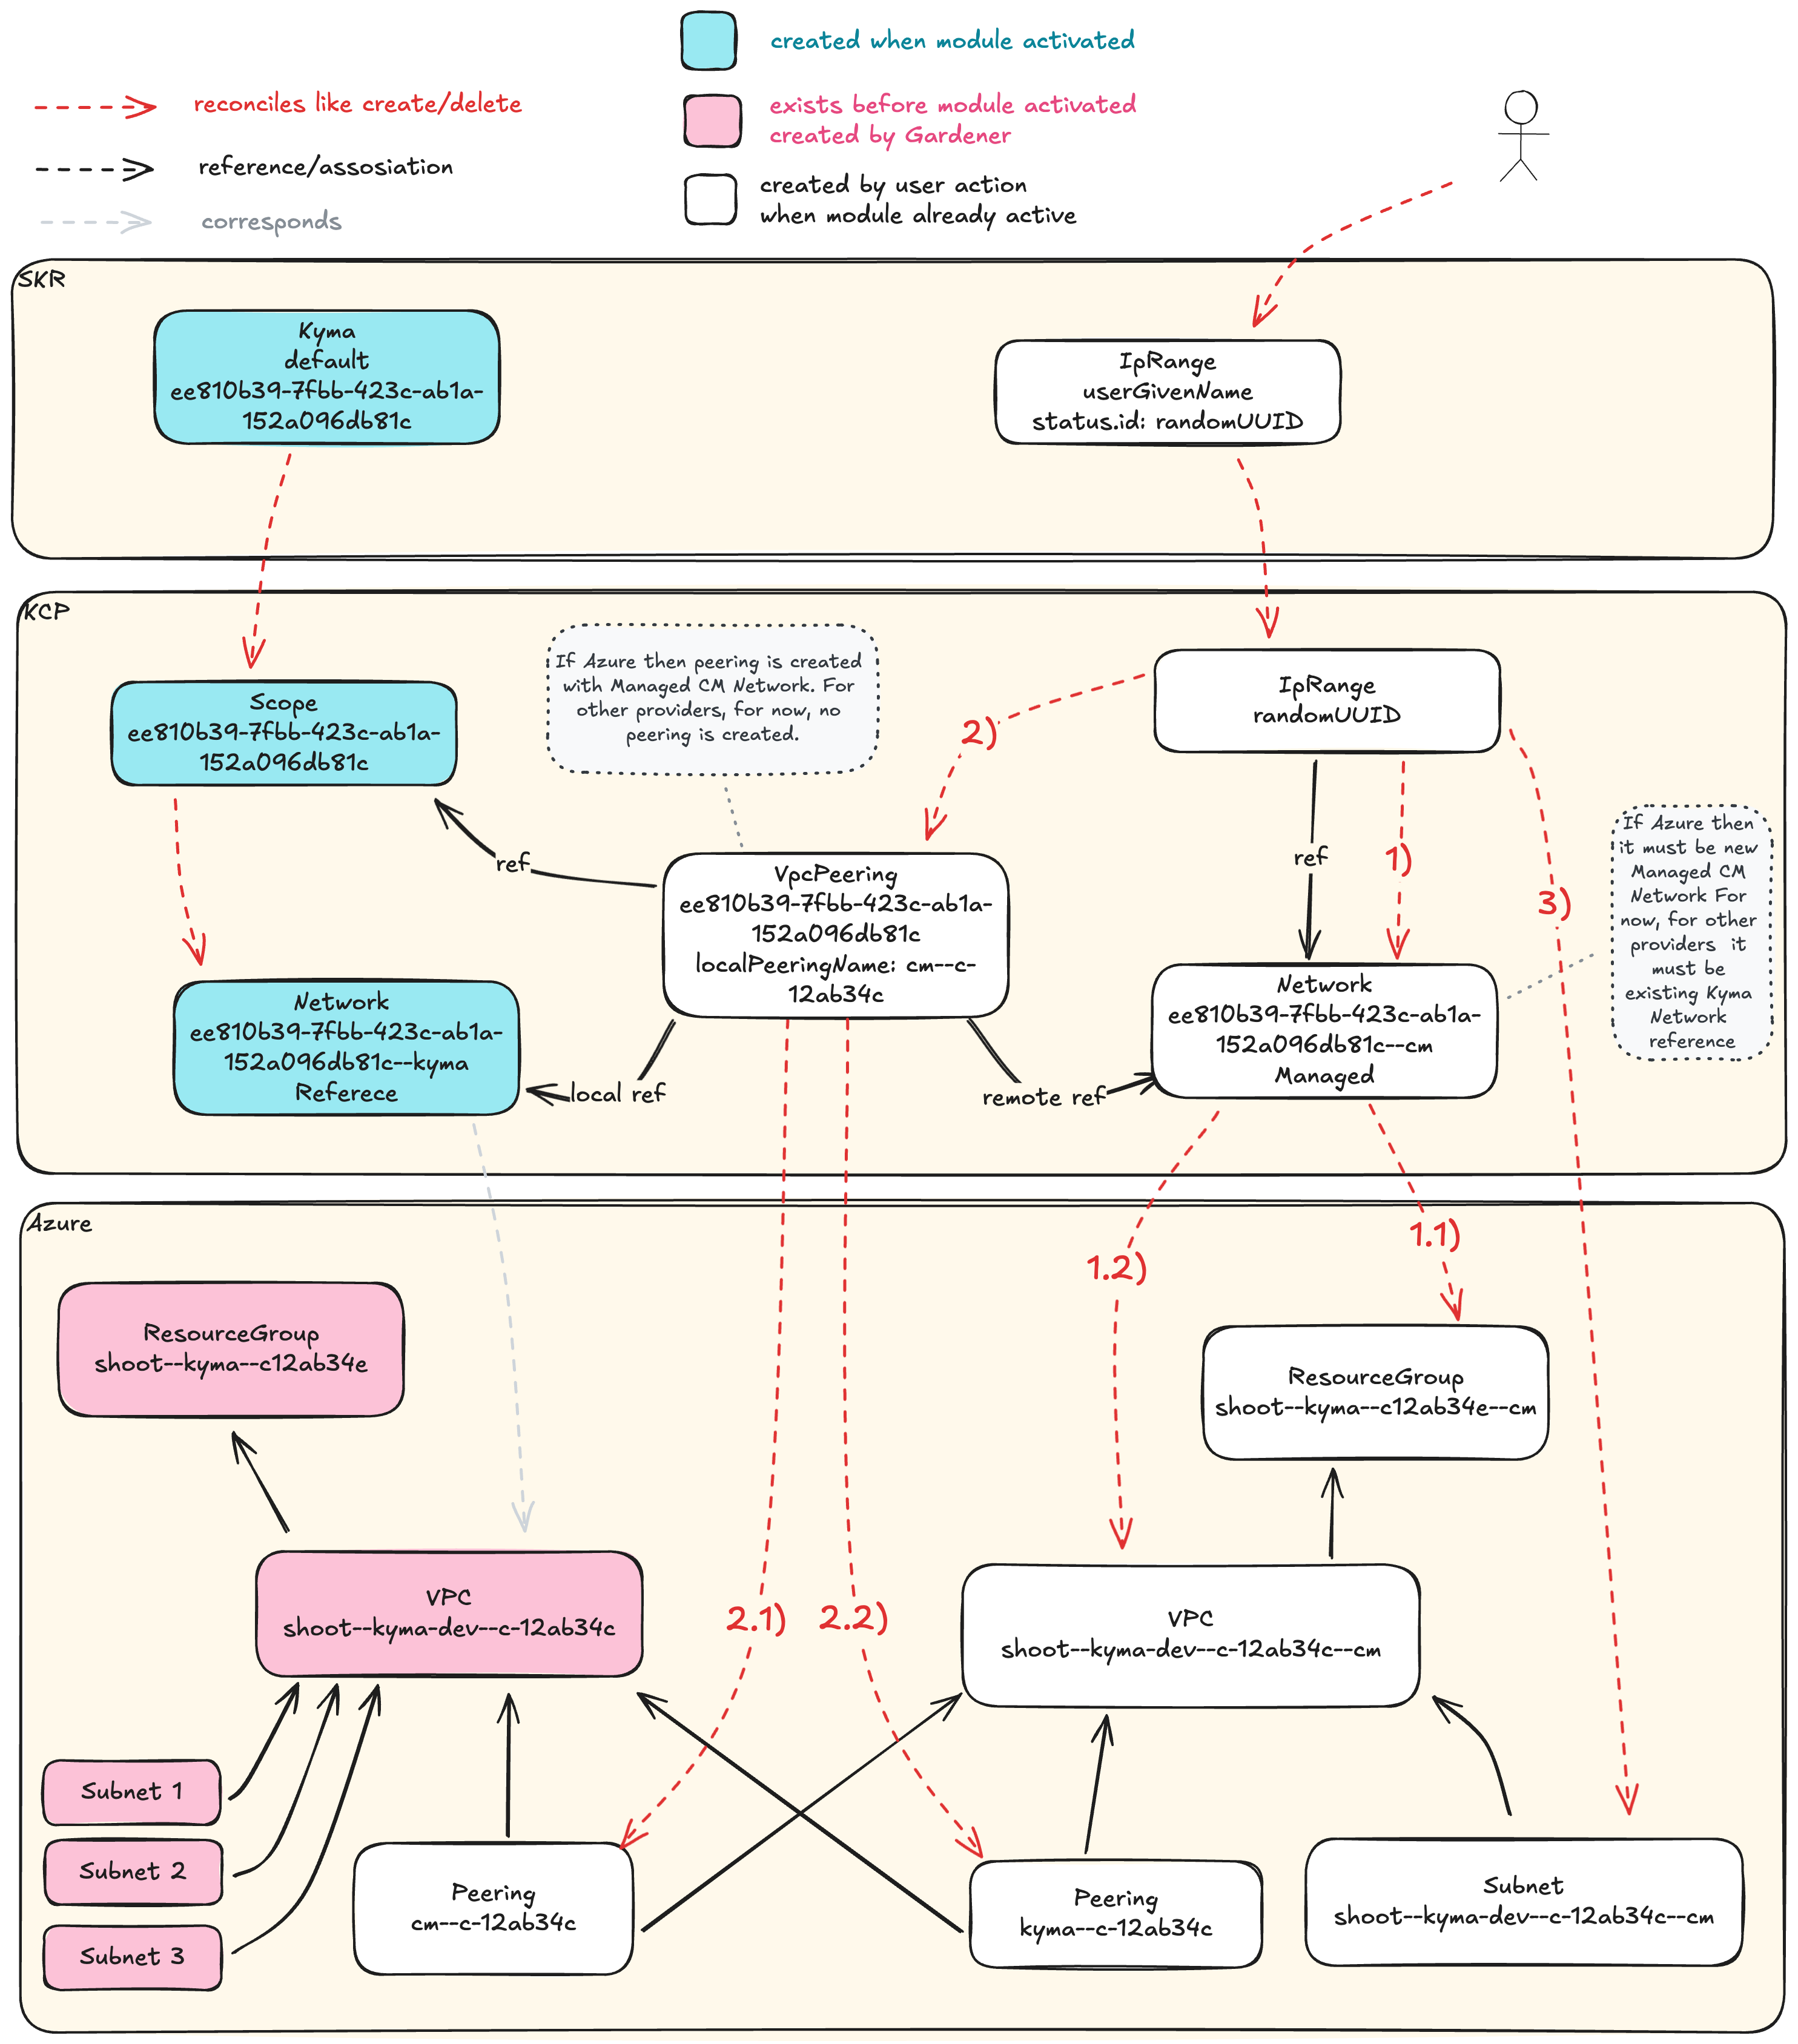 created when module activated
reconciles like create/delete
exists before module activated
created by Gardener
reference/assosiation
created by user action
when module already active
corresponds
SKR
Kyma
default
ee810b39-7fbb-423c-ab1a-
152a096db81c
IpRange
userGivenName
status.id: randomUUID
KCP
If Azure then peering is created
with Managed CM Network. For
other providers, for now, no
peering is created.
IpRange
randomUUID
Scope
ee810b39-7fbb-423c-ab1a-
152a096db81c
2)
ref
ref
1)
3)
If Azure then
it must be new
Managed CM
Network For
now, for other
providers it
must be
existing Kyma
Network
reference
VpcPeering
ee810b39-7fbb-423c-ab1a-
152a096db81c
localPeeringName: cm--c-
12ab34c
Network
ee810b39-7fbb-423c-ab1a-
152a096db81c--kyma
Referece
Network
ee810b39-7fbb-423c-ab1a-
152a096db81c--cm
Managed
local ref
remote ref
Azure
1.1)
1.2)
ResourceGroup
shoot--kyma--c12ab34e
ResourceGroup
shoot--kyma--c12ab34e--cm
VPC
shoot--kyma-dev--c-12ab34c
2.1)
2.2)
VPC
shoot--kyma-dev--c-12ab34c--cm
Subnet 1
Subnet 2
Subnet 3
Peering
cm--c-12ab34c
Peering
kyma--c-12ab34c
Subnet
shoot--kyma-dev--c-12ab34c--cm